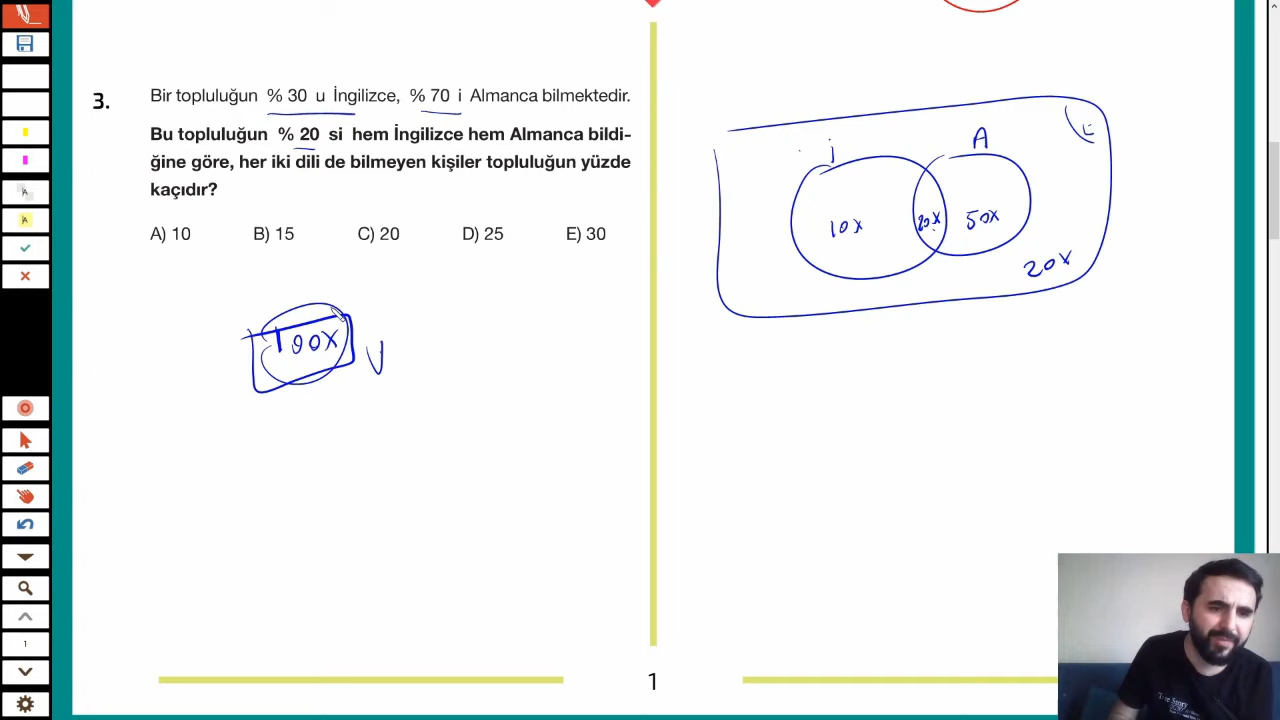 3.
Bir topluluğun % 30 u İngilizce, % 70 i Almanca bilmektedir.
Bu topluluğun % 20 si hem İngilizce hem Almanca bildi-
ğine göre, her iki dili de bilmeyen kişiler topluluğun yüzde
kaçıdır?
A) 10 B) 15 C) 20 D) 25 E) 30
100x
İ A E
10x 20x 50x
20x
1
1